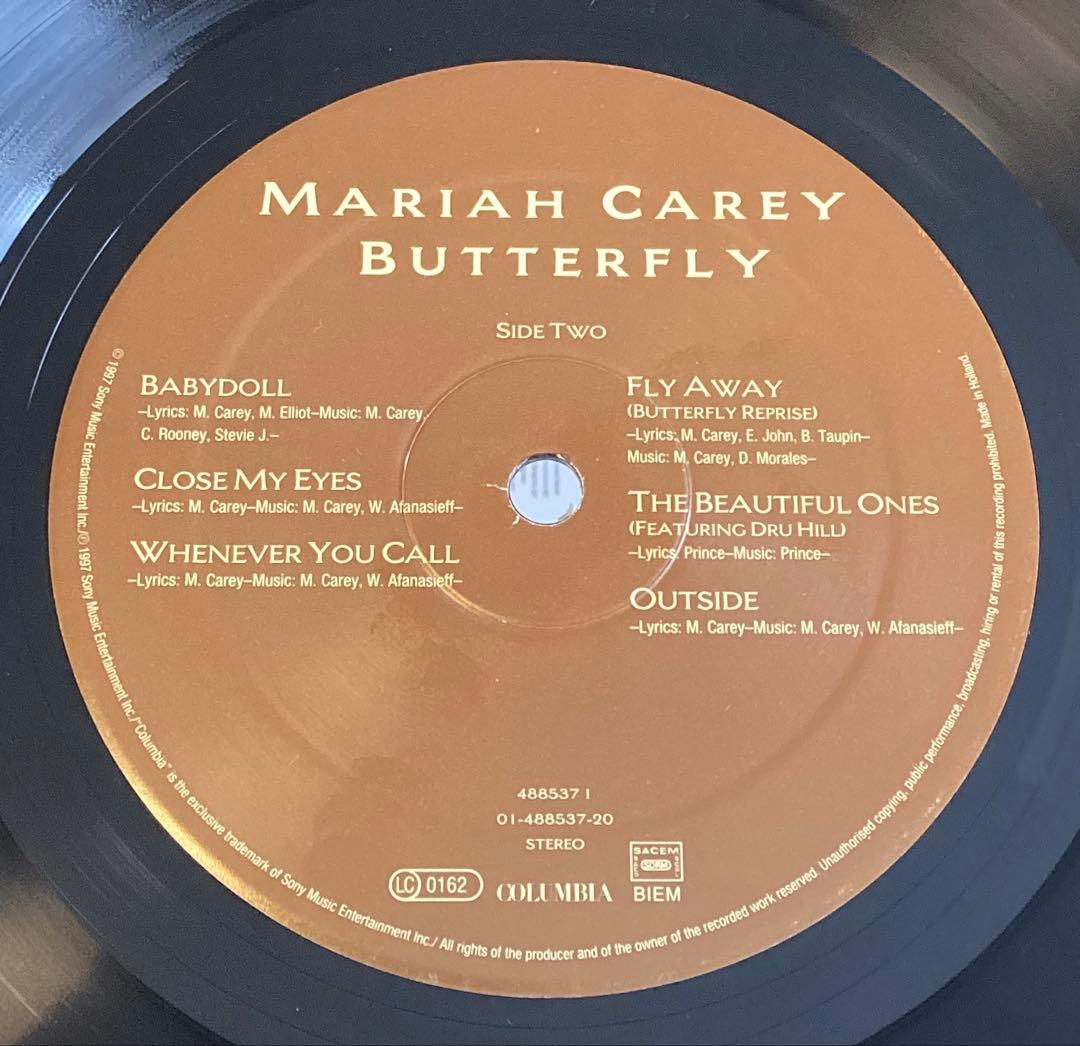 MARIAH CAREY
BUTTERFLY
SIDE TWO
BABYDOLL
–Lyrics: M. Carey, M. Elliot–Music: M. Carey,
C. Rooney, Stevie J.–
CLOSE MY EYES
–Lyrics: M. Carey–Music: M. Carey, W. Afanasieff–
WHENEVER YOU CALL
–Lyrics: M. Carey–Music: M. Carey, W. Afanasieff–
FLY AWAY
(BUTTERFLY REPRISE)
–Lyrics: M. Carey, E. John, B. Taupin–
Music: M. Carey, D. Morales–
THE BEAUTIFUL ONES
(FEATURING DRU HILL)
–Lyrics: Prince–Music: Prince–
OUTSIDE
–Lyrics: M. Carey–Music: M. Carey, W. Afanasieff–
488537 1
01-488537-20
STEREO
LC 0162
COLUMBIA
SACEM
SDRM
BIEM
© 1997 Sony Music Entertainment Inc./℗ 1997 Sony Music Entertainment Inc./"Columbia" is the exclusive trademark of Sony Music Entertainment Inc./ All rights of the producer and of the owner of the recorded work reserved. Unauthorised copying, public performance, broadcasting, hiring or rental of this recording prohibited. Made in Holland.